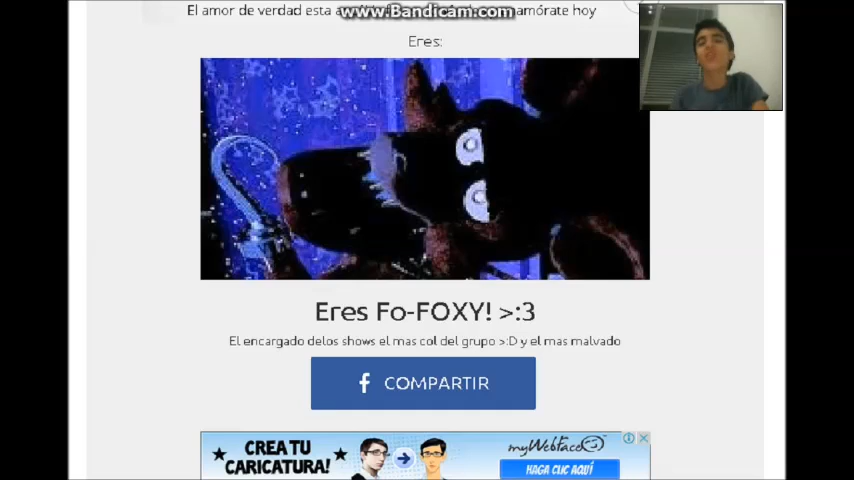 www.Bandicam.com
El amor de verdad esta namórate hoy
Eres:
Eres Fo-FOXY! >:3
El encargado delos shows el mas col del grupo >:D y el mas malvado
f COMPARTIR
CREA TU
CARICATURA!
myWebFace
HAGA CLIC AQUÍ